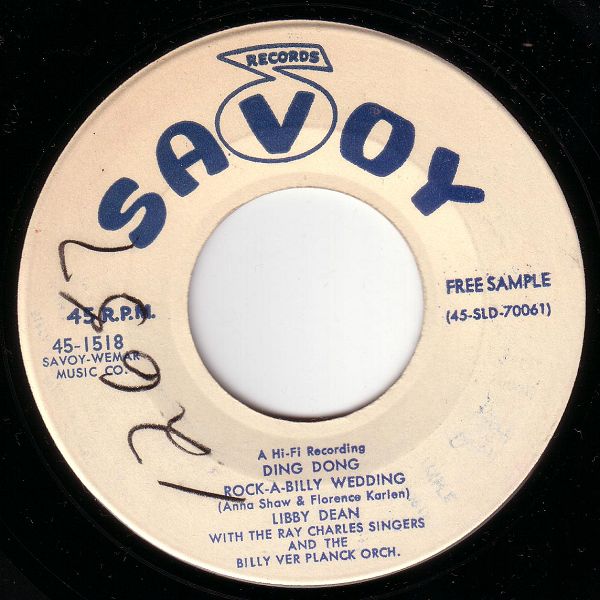 RECORDS
SAVOY
FREE SAMPLE
(45-SLD-70061)
45 R.P.M.
45-1518
SAVOY-WEMAR
MUSIC CO.
A Hi-Fi Recording
DING DONG
ROCK-A-BILLY WEDDING
(Anna Shaw & Florence Karlen)
LIBBY DEAN
WITH THE RAY CHARLES SINGERS
AND THE
BILLY VER PLANCK ORCH.